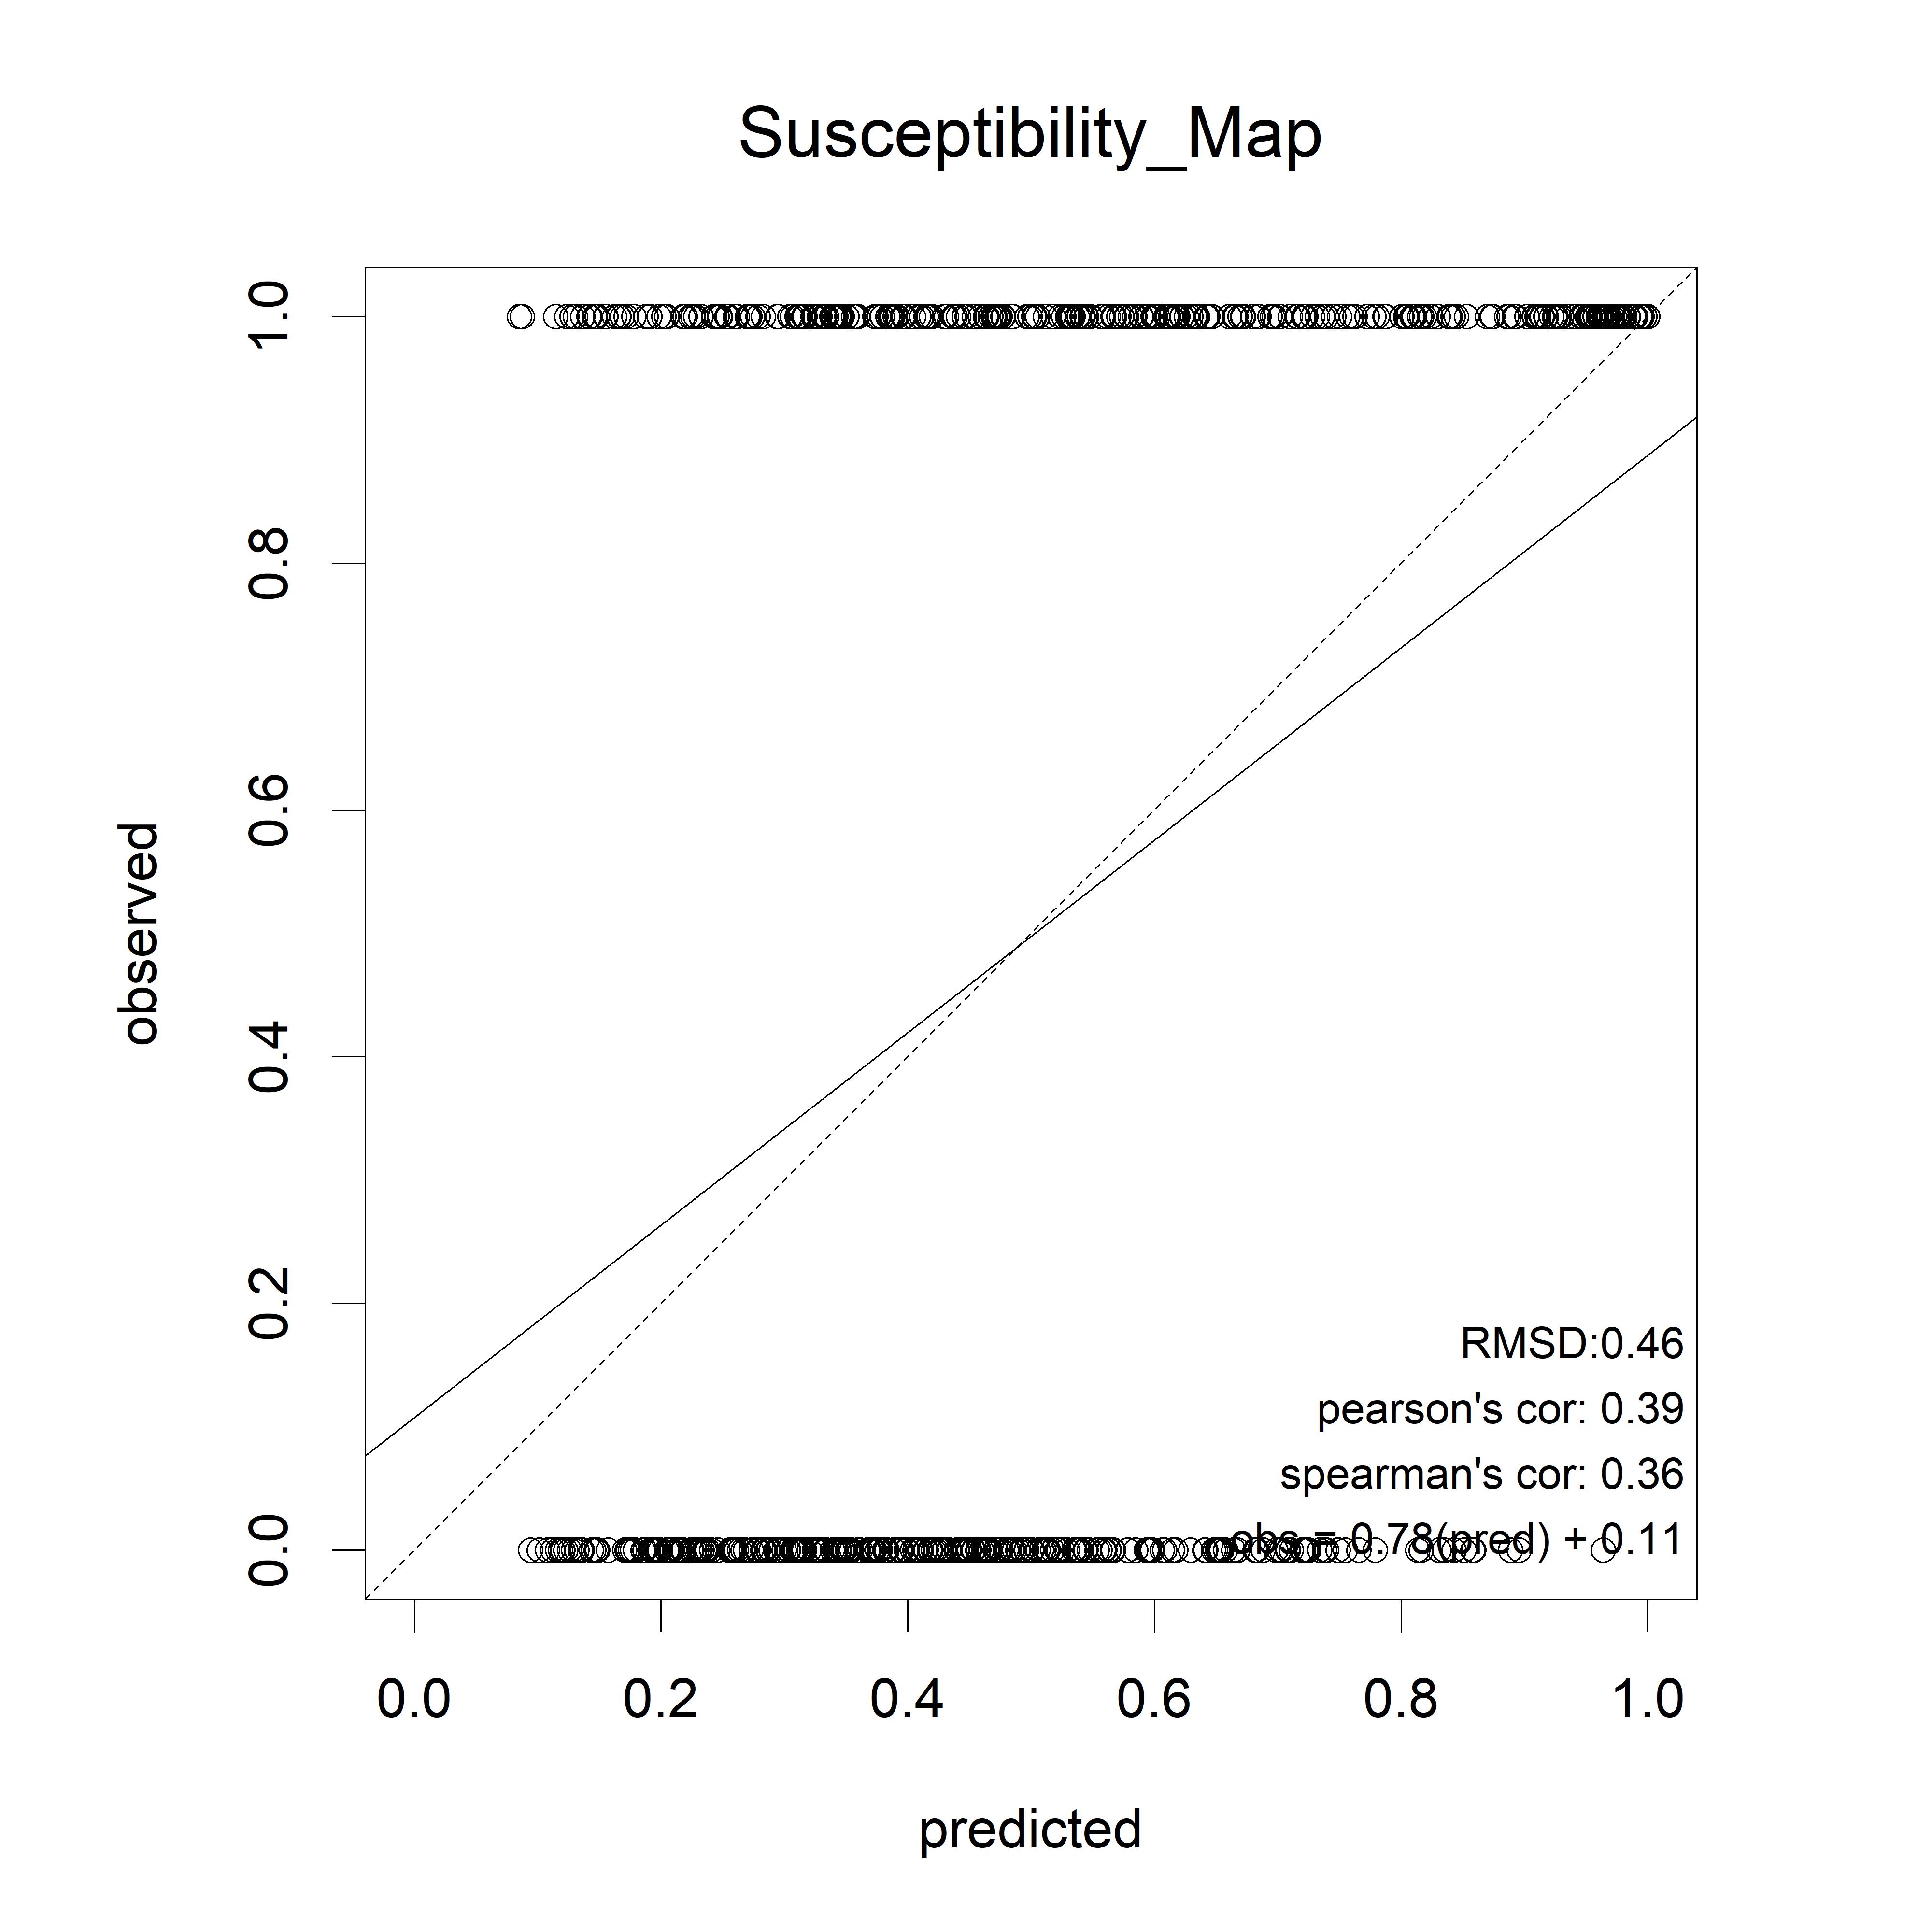 Susceptibility_Map
observed
1.0
0.8
0.6
0.4
0.2
0.0
RMSD:0.46
pearson's cor: 0.39
spearman's cor: 0.36
obs = 0.78(pred) + 0.11
0.0 0.2 0.4 0.6 0.8 1.0
predicted